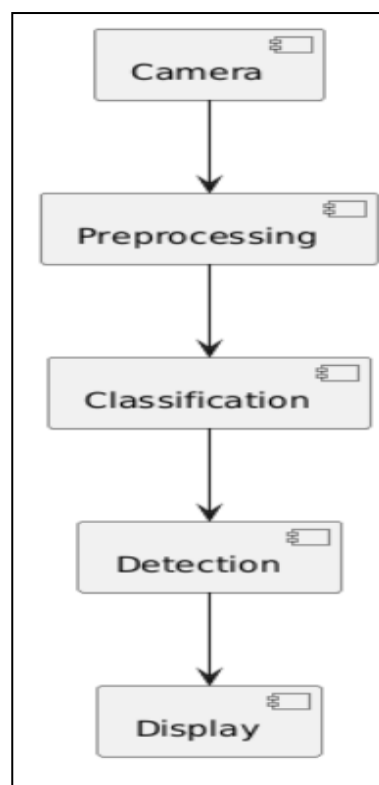 Camera
Preprocessing
Classification
Detection
Display